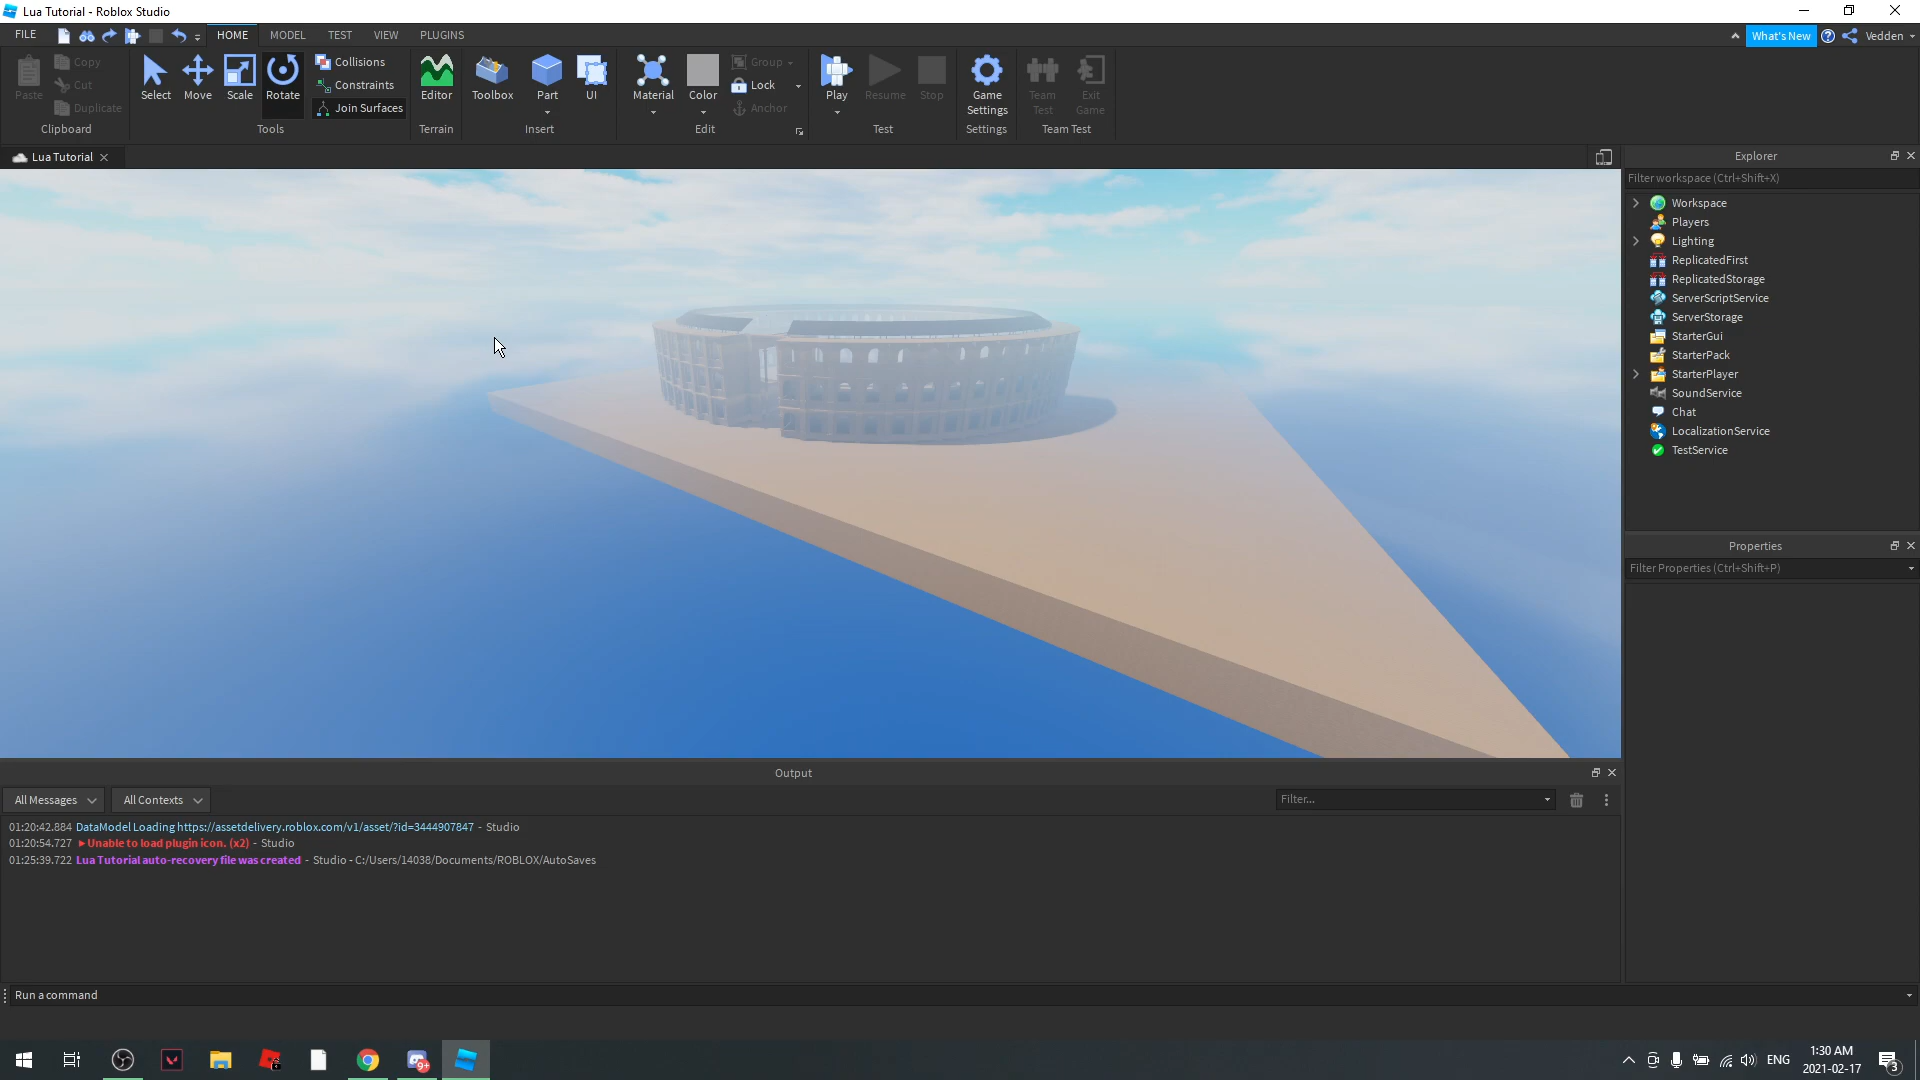 Lua Tutorial - Roblox Studio
FILE HOME MODEL TEST VIEW PLUGINS What's New Vedden
Paste Copy Cut Duplicate
Select Move Scale Rotate
Collisions
Constraints
Join Surfaces
Editor Toolbox Part UI
Material Color Group Lock Anchor
Play Resume Stop
Game Settings
Team Test
Exit Game
Clipboard Tools Terrain Insert Edit Test Settings Team Test
Lua Tutorial
Explorer
Filter workspace (Ctrl+Shift+X)
Workspace
Players
Lighting
ReplicatedFirst
ReplicatedStorage
ServerScriptService
ServerStorage
StarterGui
StarterPack
StarterPlayer
SoundService
Chat
LocalizationService
TestService
Properties
Filter Properties (Ctrl+Shift+P)
Output
All Messages All Contexts Filter...
01:20:42.884 DataModel Loading https://assetdelivery.roblox.com/v1/asset/?id=3444907847 - Studio
01:20:54.727 Unable to load plugin icon. (x2) - Studio
01:25:39.722 Lua Tutorial auto-recovery file was created - Studio - C:/Users/14038/Documents/ROBLOX/AutoSaves
Run a command
9+
ENG
1:30 AM
2021-02-17
3